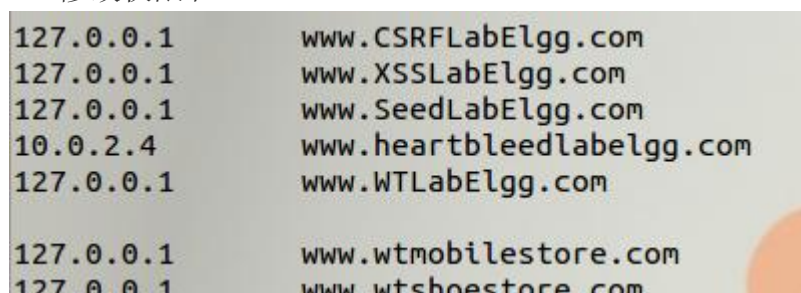 127.0.0.1 www.CSRFLabElgg.com
127.0.0.1 www.XSSLabElgg.com
127.0.0.1 www.SeedLabElgg.com
10.0.2.4 www.heartbleedlabelgg.com
127.0.0.1 www.WTLabElgg.com
127.0.0.1 www.wtmobilestore.com
127.0.0.1 www.wtshoestore.com